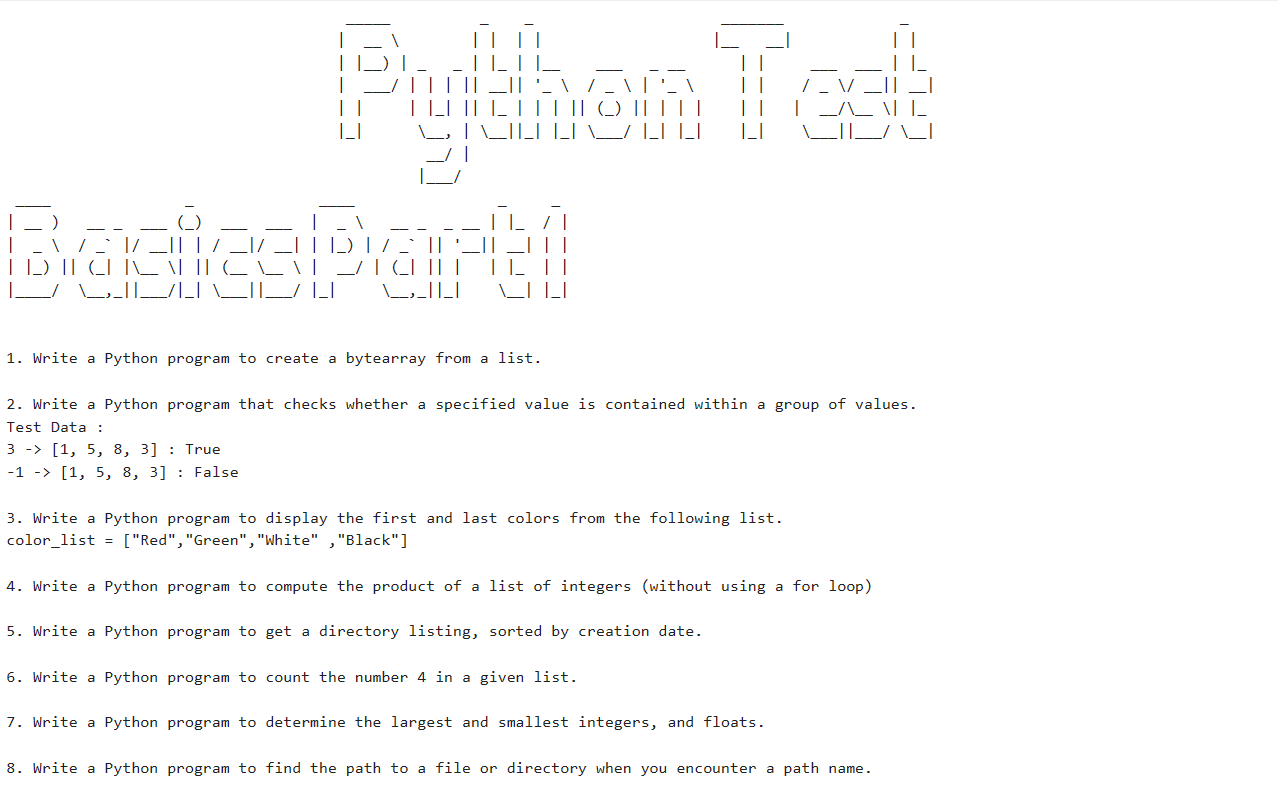 Python Test
Basics Part 1
1. Write a Python program to create a bytearray from a list.
2. Write a Python program that checks whether a specified value is contained within a group of values.
Test Data :
3 -> [1, 5, 8, 3] : True
-1 -> [1, 5, 8, 3] : False
3. Write a Python program to display the first and last colors from the following list.
color_list = ["Red","Green","White" ,"Black"]
4. Write a Python program to compute the product of a list of integers (without using a for loop)
5. Write a Python program to get a directory listing, sorted by creation date.
6. Write a Python program to count the number 4 in a given list.
7. Write a Python program to determine the largest and smallest integers, and floats.
8. Write a Python program to find the path to a file or directory when you encounter a path name.